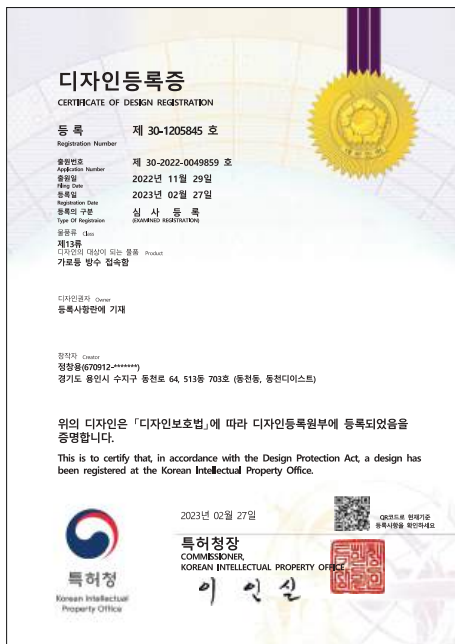 디자인등록증
CERTIFICATE OF DESIGN REGISTRATION
등 록 제 30-1205845 호
Registration Number
출원번호 제 30-2022-0049859 호
Application Number
출원일 2022년 11월 29일
Filing Date
등록일 2023년 02월 27일
Registration Date
등록의 구분 심 사 등 록
Type Of Registraion (EXAMINED REGISTRATION)
물품류 Class
제13류
디자인의 대상이 되는 물품 Product
가로등 방수 접속함
디자인권자 Owner
등록사항란에 기재
창작자 Creator
정창용(670912-*******)
경기도 용인시 수지구 동천로 64, 513동 703호 (동천동, 동천디이스트)
위의 디자인은 「디자인보호법」에 따라 디자인등록원부에 등록되었음을
증명합니다.
This is to certify that, in accordance with the Design Protection Act, a design has
been registered at the Korean Intellectual Property Office.
2023년 02월 27일
QR코드로 현재기준
등록사항을 확인하세요
특허청장
COMMISSIONER,
KOREAN INTELLECTUAL PROPERTY OFFICE
이 인 실
특허청
Korean Intellectual
Property Office